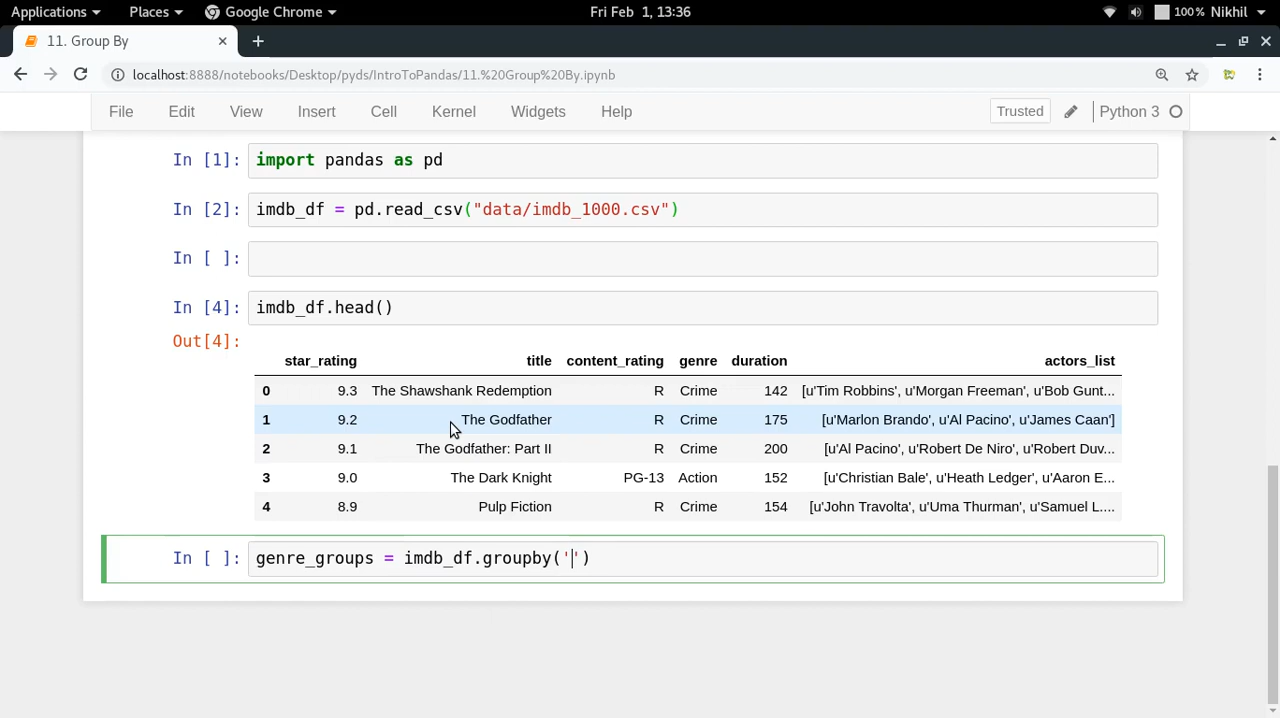 Applications Places Google Chrome Fri Feb 1, 13:36 100% Nikhil
11. Group By
localhost:8888/notebooks/Desktop/pyds/IntroToPandas/11.%20Group%20By.ipynb
File Edit View Insert Cell Kernel Widgets Help Trusted Python 3
In [1]: import pandas as pd
In [2]: imdb_df = pd.read_csv("data/imdb_1000.csv")
In [ ]:
In [4]: imdb_df.head()
Out[4]:
star_rating title content_rating genre duration actors_list
0 9.3 The Shawshank Redemption R Crime 142 [u'Tim Robbins', u'Morgan Freeman', u'Bob Gunt...
1 9.2 The Godfather R Crime 175 [u'Marlon Brando', u'Al Pacino', u'James Caan']
2 9.1 The Godfather: Part II R Crime 200 [u'Al Pacino', u'Robert De Niro', u'Robert Duv...
3 9.0 The Dark Knight PG-13 Action 152 [u'Christian Bale', u'Heath Ledger', u'Aaron E...
4 8.9 Pulp Fiction R Crime 154 [u'John Travolta', u'Uma Thurman', u'Samuel L....
In [ ]: genre_groups = imdb_df.groupby('')